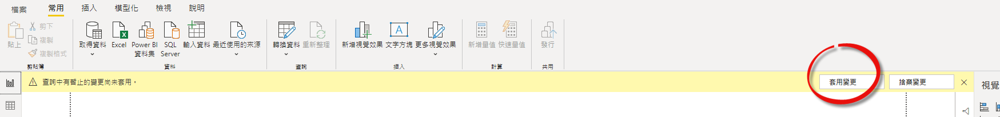 檔案 常用 插入 模型化 檢視 說明
剪下
複製
複製格式
貼上
剪貼簿
取得資料 Excel Power BI 資料集 SQL Server 輸入資料 最近使用的來源
資料
轉換資料 重新整理
查詢
新增視覺效果 文字方塊 更多視覺效果
插入
新增量值 快速量值
計算
發行
共用
查詢中有暫止的變更尚未套用。 套用變更 捨棄變更
視覺